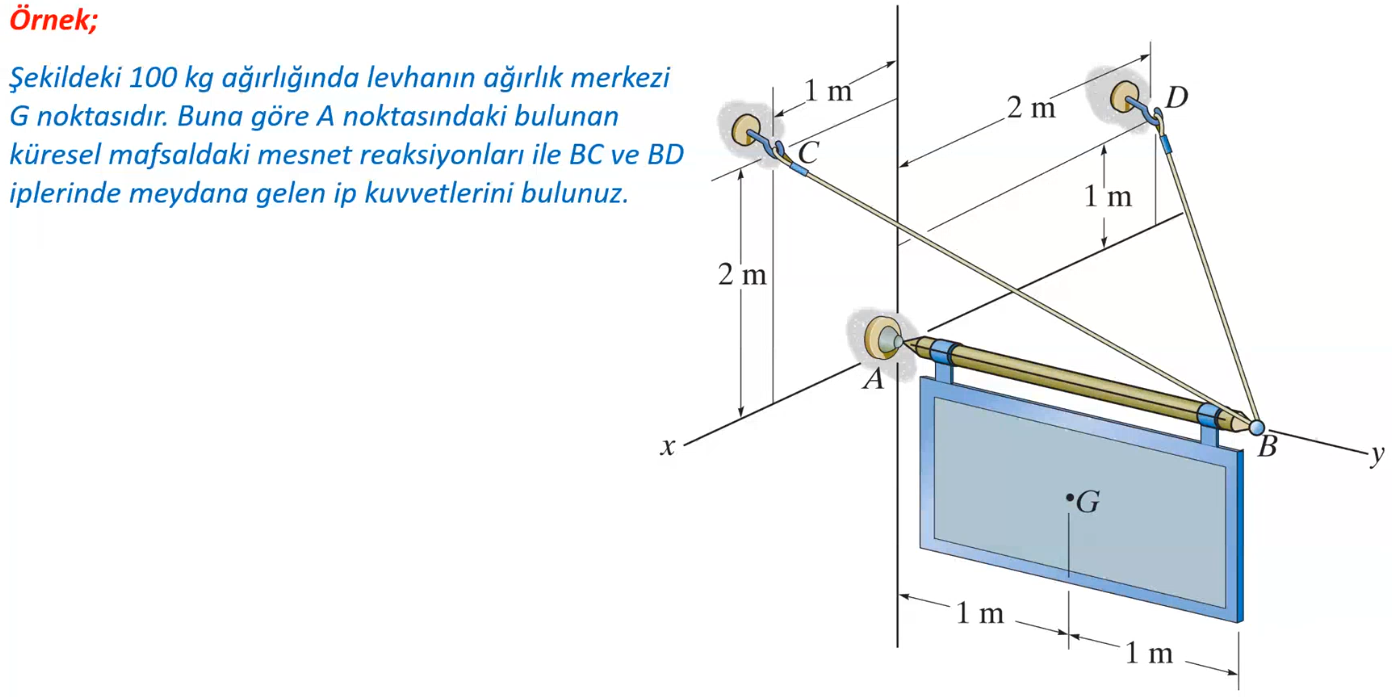 Örnek;
Şekildeki 100 kg ağırlığında levhanın ağırlık merkezi
G noktasıdır. Buna göre A noktasındaki bulunan
küresel mafsaldaki mesnet reaksiyonları ile BC ve BD
iplerinde meydana gelen ip kuvvetlerini bulunuz.
1 m
2 m
D
C
1 m
2 m
A
x
B
y
G
1 m
1 m